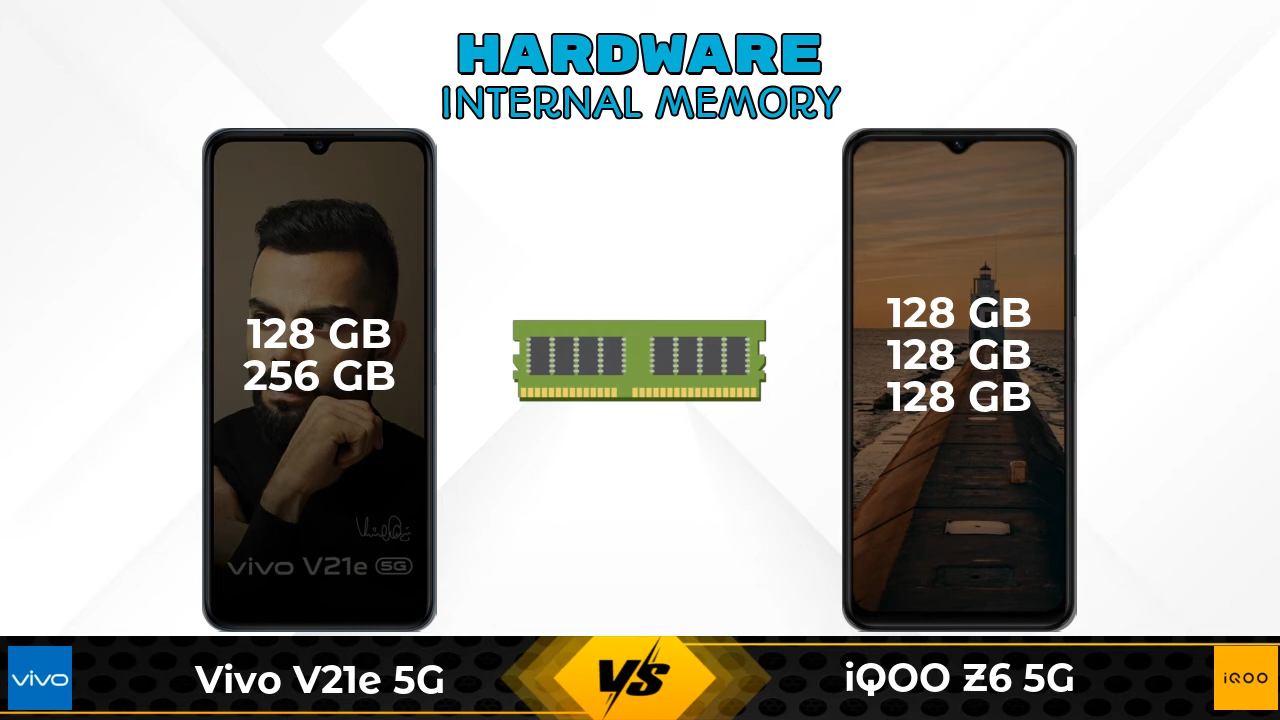 HARDWARE
INTERNAL MEMORY
128 GB
256 GB
vivo V21e 5G
128 GB
128 GB
128 GB
vivo
Vivo V21e 5G
VS
iQOO Z6 5G
iQOO